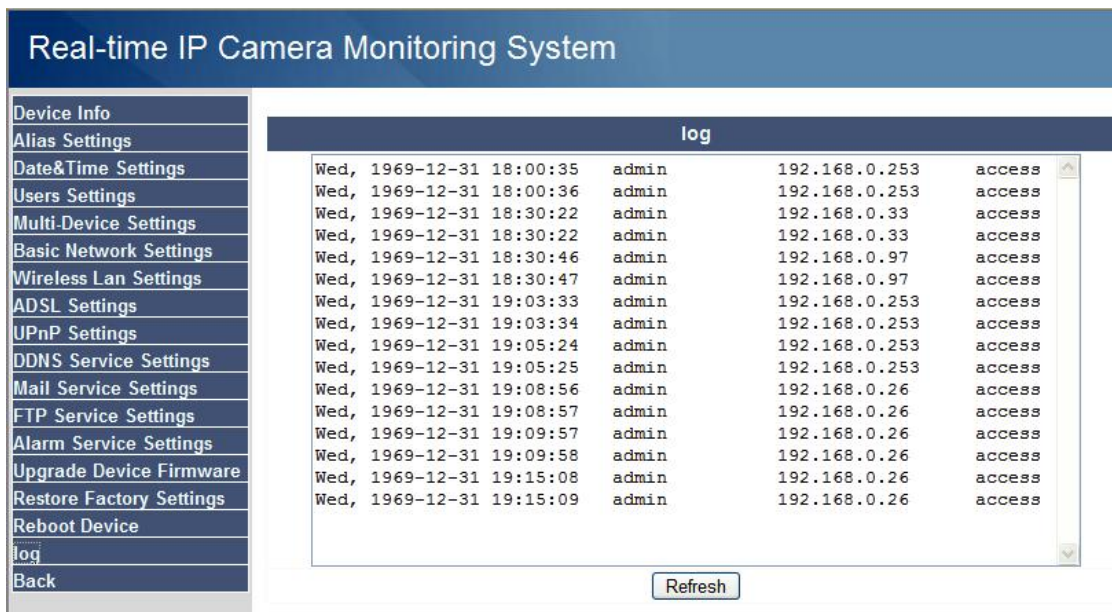 Real-time IP Camera Monitoring System
Device Info
Alias Settings
Date&Time Settings
Users Settings
Multi-Device Settings
Basic Network Settings
Wireless Lan Settings
ADSL Settings
UPnP Settings
DDNS Service Settings
Mail Service Settings
FTP Service Settings
Alarm Service Settings
Upgrade Device Firmware
Restore Factory Settings
Reboot Device
log
Back
log
Wed, 1969-12-31 18:00:35 admin 192.168.0.253 access
Wed, 1969-12-31 18:00:36 admin 192.168.0.253 access
Wed, 1969-12-31 18:30:22 admin 192.168.0.33 access
Wed, 1969-12-31 18:30:22 admin 192.168.0.33 access
Wed, 1969-12-31 18:30:46 admin 192.168.0.97 access
Wed, 1969-12-31 18:30:47 admin 192.168.0.97 access
Wed, 1969-12-31 19:03:33 admin 192.168.0.253 access
Wed, 1969-12-31 19:03:34 admin 192.168.0.253 access
Wed, 1969-12-31 19:05:24 admin 192.168.0.253 access
Wed, 1969-12-31 19:05:25 admin 192.168.0.253 access
Wed, 1969-12-31 19:08:56 admin 192.168.0.26 access
Wed, 1969-12-31 19:08:57 admin 192.168.0.26 access
Wed, 1969-12-31 19:09:57 admin 192.168.0.26 access
Wed, 1969-12-31 19:09:58 admin 192.168.0.26 access
Wed, 1969-12-31 19:15:08 admin 192.168.0.26 access
Wed, 1969-12-31 19:15:09 admin 192.168.0.26 access
Refresh